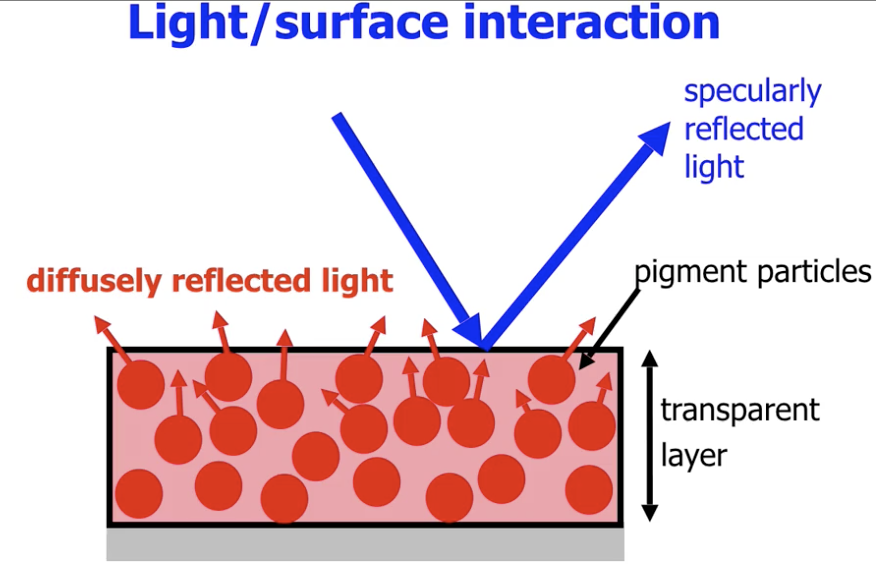 Light/surface interaction
specularly
reflected
light
diffusely reflected light
pigment particles
transparent
layer